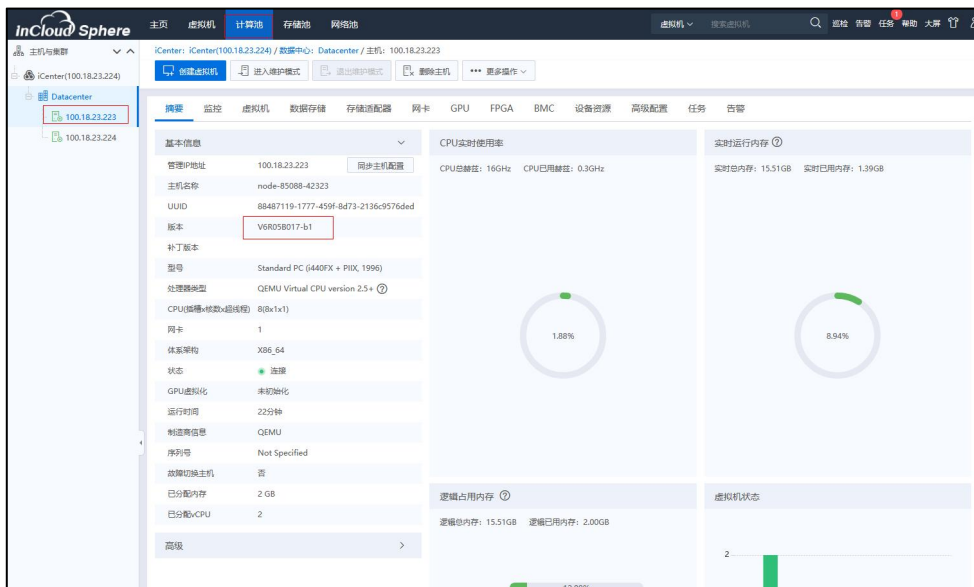 InCloud Sphere
主页 虚拟机 计算池 存储池 网络池
虚拟机 搜索虚拟机 巡检 告警 任务 帮助 大屏
1
主机与集群
iCenter(100.18.23.224)
Datacenter
100.18.23.223
100.18.23.224
iCenter: iCenter(100.18.23.224) / 数据中心: Datacenter / 主机: 100.18.23.223
创建虚拟机 进入维护模式 退出维护模式 删除主机 ••• 更多操作
摘要 监控 虚拟机 数据存储 存储适配器 网卡 GPU FPGA BMC 设备资源 高级配置 任务 告警
基本信息
管理IP地址 100.18.23.223 同步主机配置
主机名称 node-85088-42323
UUID 88487119-1777-459f-8d73-2136c9576ded
版本 V6R05B017-b1
补丁版本
型号 Standard PC (i440FX + PIIX, 1996)
处理器类型 QEMU Virtual CPU version 2.5+
CPU(插槽x核数x超线程) 8(8x1x1)
网卡 1
体系架构 X86_64
状态 连接
GPU虚拟化 未初始化
运行时间 22分钟
制造商信息 QEMU
序列号 Not Specified
故障切换主机 否
已分配内存 2 GB
已分配vCPU 2
高级
CPU实时使用率
CPU总赫兹: 16GHz CPU已用赫兹: 0.3GHz
1.88%
实时运行内存
实时总内存: 15.51GB 实时已用内存: 1.39GB
8.94%
逻辑占用内存
逻辑总内存: 15.51GB 逻辑已用内存: 2.00GB
虚拟机状态
2